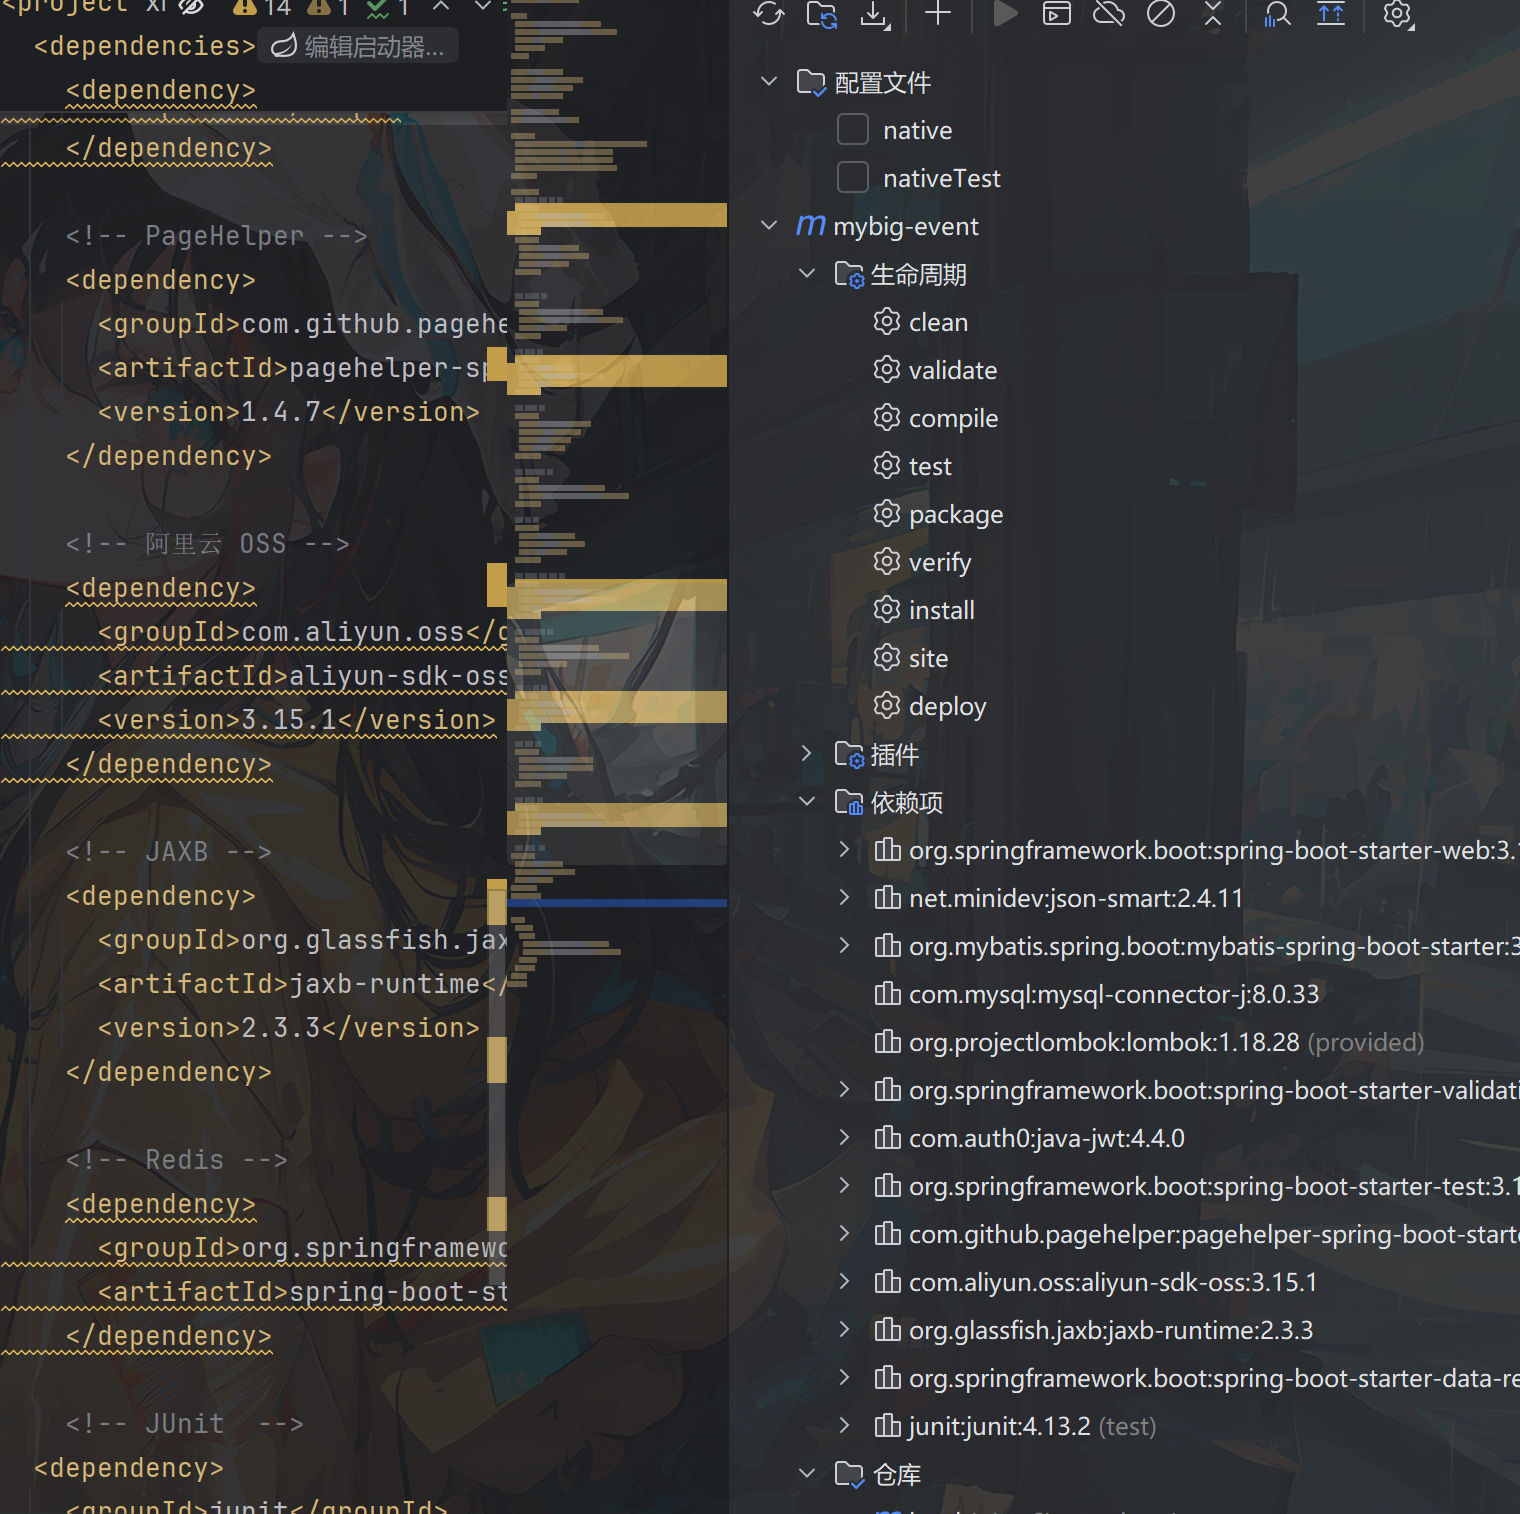 <project xm 14 1 1
<dependencies> 编辑启动器...
<dependency>
</dependency>
<!-- PageHelper -->
<dependency>
<groupId>com.github.pagehe
<artifactId>pagehelper-sp
<version>1.4.7</version>
</dependency>
<!-- 阿里云 OSS -->
<dependency>
<groupId>com.aliyun.oss</g
<artifactId>aliyun-sdk-oss
<version>3.15.1</version>
</dependency>
<!-- JAXB -->
<dependency>
<groupId>org.glassfish.jax
<artifactId>jaxb-runtime</
<version>2.3.3</version>
</dependency>
<!-- Redis -->
<dependency>
<groupId>org.springframewo
<artifactId>spring-boot-st
</dependency>
<!-- JUnit  -->
<dependency>
<groupId>junit</groupId>
配置文件
native
nativeTest
m mybig-event
生命周期
clean
validate
compile
test
package
verify
install
site
deploy
插件
依赖项
org.springframework.boot:spring-boot-starter-web:3.1
net.minidev:json-smart:2.4.11
org.mybatis.spring.boot:mybatis-spring-boot-starter:3
com.mysql:mysql-connector-j:8.0.33
org.projectlombok:lombok:1.18.28 (provided)
org.springframework.boot:spring-boot-starter-validati
com.auth0:java-jwt:4.4.0
org.springframework.boot:spring-boot-starter-test:3.1
com.github.pagehelper:pagehelper-spring-boot-starte
com.aliyun.oss:aliyun-sdk-oss:3.15.1
org.glassfish.jaxb:jaxb-runtime:2.3.3
org.springframework.boot:spring-boot-starter-data-re
junit:junit:4.13.2 (test)
仓库